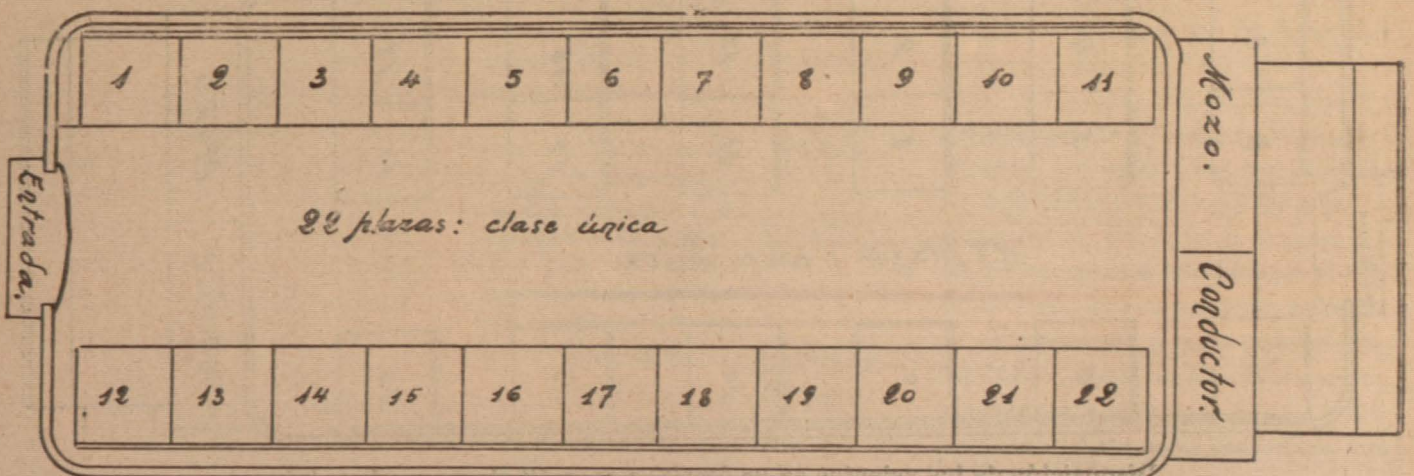 1 2 3 4 5 6 7 8 9 10 11
Mozo.
Entrada.
22 plazas: clase única
Conductor.
12 13 14 15 16 17 18 19 20 21 22